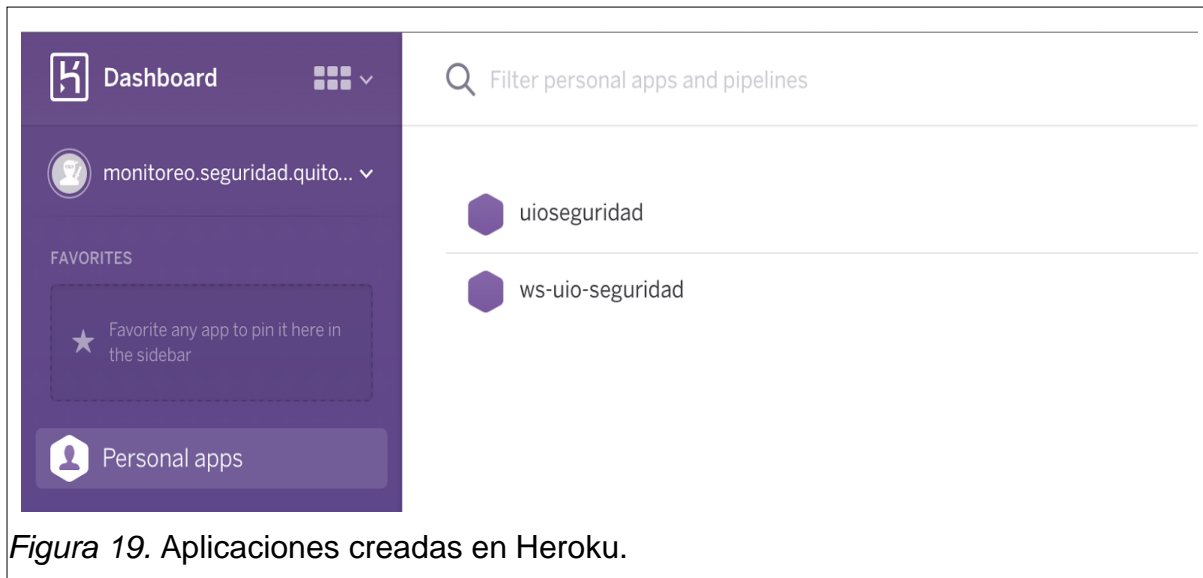 Dashboard
Filter personal apps and pipelines
monitoreo.seguridad.quito...
FAVORITES
Favorite any app to pin it here in
the sidebar
Personal apps
uioseguridad
ws-uio-seguridad
Figura 19. Aplicaciones creadas en Heroku.